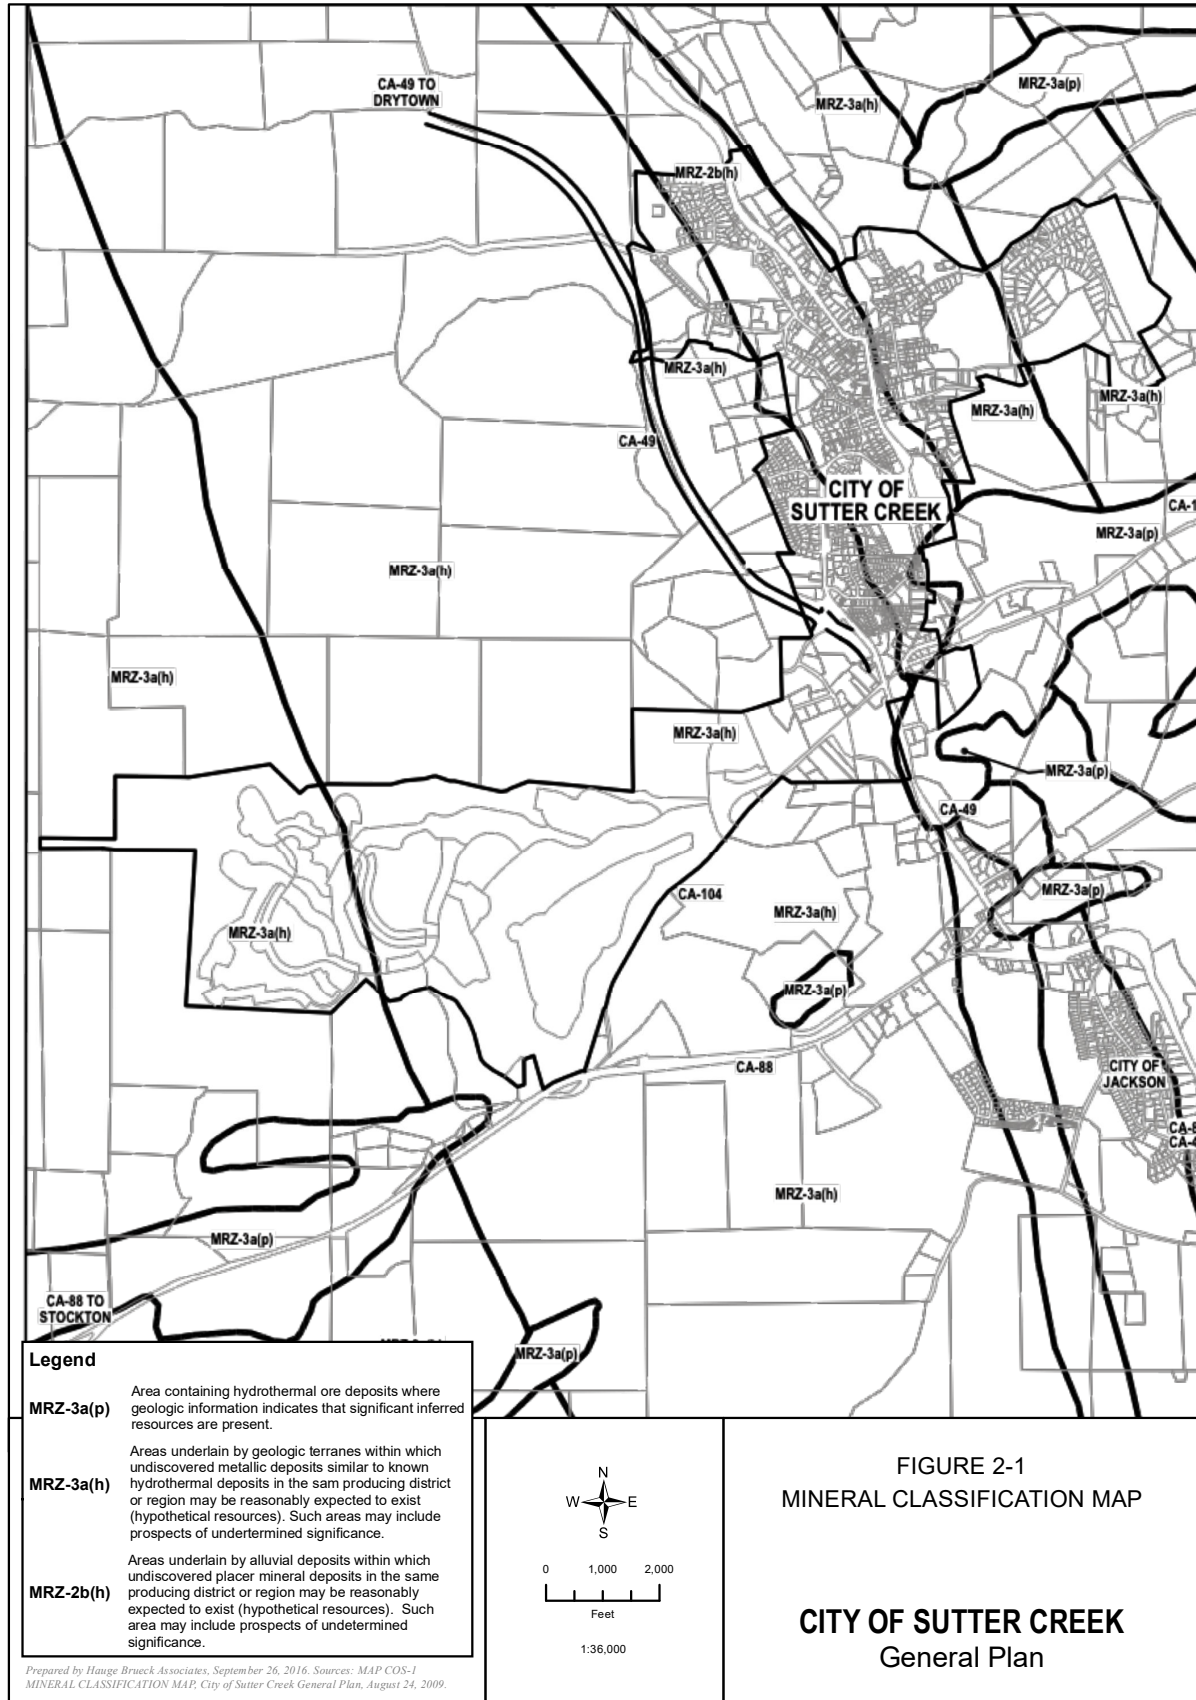 CA-49 TO
DRYTOWN
MRZ-3a(p)
MRZ-3a(h)
MRZ-2b(h)
MRZ-3a(h)
MRZ-3a(h)
MRZ-3a(h)
CA-49
CITY OF
SUTTER CREEK
CA-1
MRZ-3a(p)
MRZ-3a(h)
MRZ-3a(h)
MRZ-3a(h)
MRZ-3a(p)
CA-49
MRZ-3a(p)
CA-104
MRZ-3a(h)
MRZ-3a(h)
MRZ-3a(p)
CA-88
CITY OF
JACKSON
CA-8
CA-4
MRZ-3a(h)
MRZ-3a(p)
CA-88 TO
STOCKTON
MRZ-3a(p)
Legend
MRZ-3a(p)
Area containing hydrothermal ore deposits where
geologic information indicates that significant inferred
resources are present.
MRZ-3a(h)
Areas underlain by geologic terranes within which
undiscovered metallic deposits similar to known
hydrothermal deposits in the sam producing district
or region may be reasonably expected to exist
(hypothetical resources). Such areas may include
prospects of undertermined significance.
MRZ-2b(h)
Areas underlain by alluvial deposits within which
undiscovered placer mineral deposits in the same
producing district or region may be reasonably
expected to exist (hypothetical resources). Such
area may include prospects of undetermined
significance.
Prepared by Hauge Brueck Associates, September 26, 2016. Sources: MAP COS-1
MINERAL CLASSIFICATION MAP, City of Sutter Creek General Plan, August 24, 2009.
N
W E
S
0 1,000 2,000
Feet
1:36,000
FIGURE 2-1
MINERAL CLASSIFICATION MAP
CITY OF SUTTER CREEK
General Plan